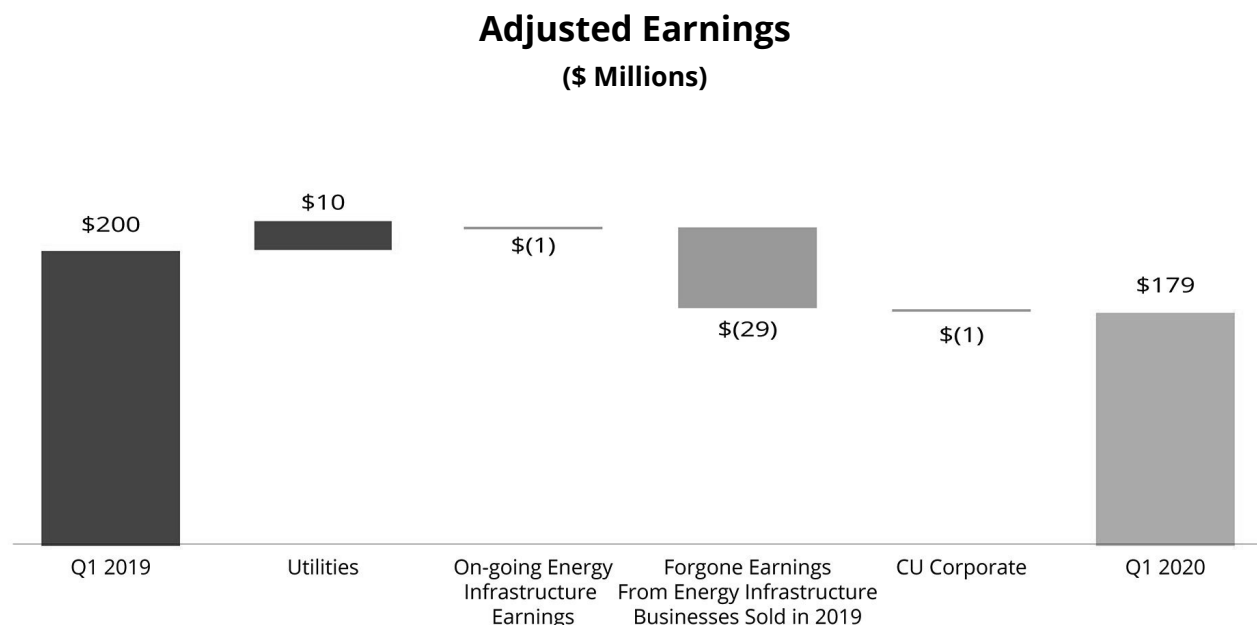 Adjusted Earnings
($ Millions)
$200
$10
$(1)
$(29)
$(1)
$179
Q1 2019
Utilities
On-going Energy
Infrastructure
Earnings
Forgone Earnings
From Energy Infrastructure
Businesses Sold in 2019
CU Corporate
Q1 2020